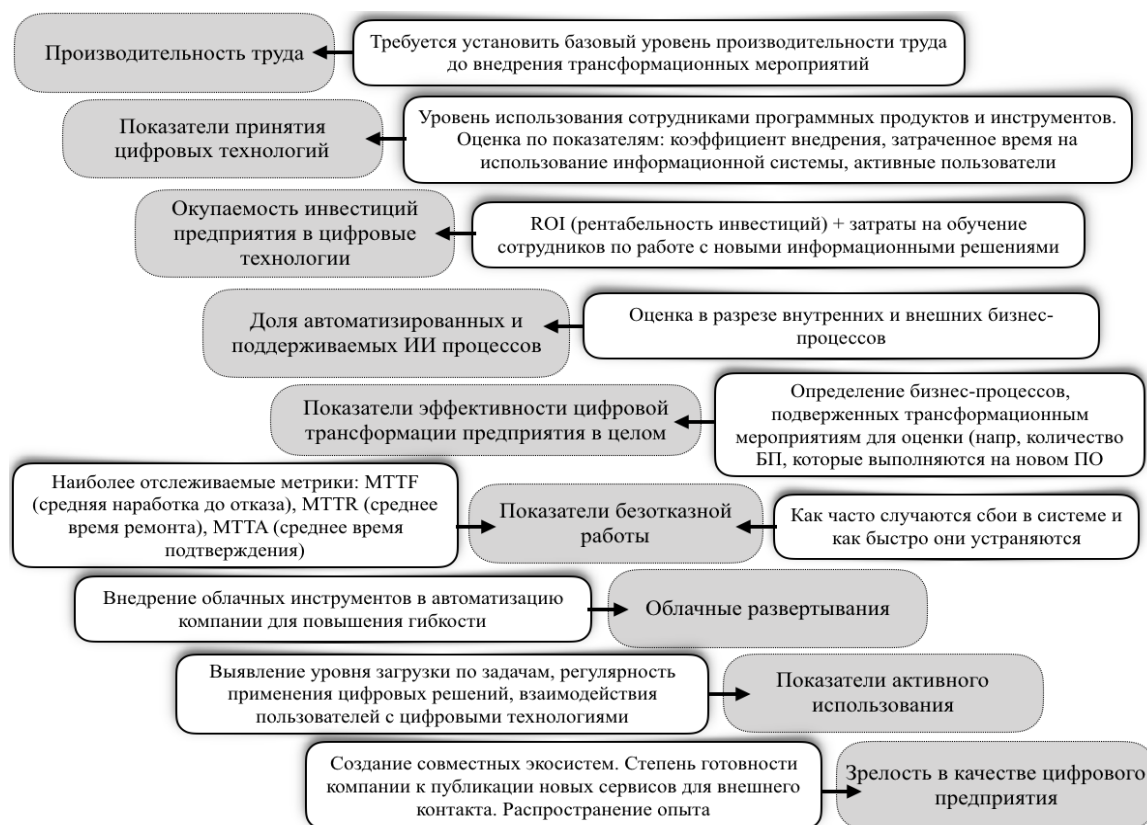 Производительность труда
Требуется установить базовый уровень производительности труда
до внедрения трансформационных мероприятий
Показатели принятия
цифровых технологий
Уровень использования сотрудниками программных продуктов и инструментов.
Оценка по показателям: коэффициент внедрения, затраченное время на
использование информационной системы, активные пользователи
Окупаемость инвестиций
предприятия в цифровые
технологии
ROI (рентабельность инвестиций) + затраты на обучение
сотрудников по работе с новыми информационными решениями
Доля автоматизированных и
поддерживаемых ИИ процессов
Оценка в разрезе внутренних и внешних бизнес-
процессов
Показатели эффективности цифровой
трансформации предприятия в целом
Определение бизнес-процессов,
подверженных трансформационным
мероприятиям для оценки (напр, количество
БП, которые выполняются на новом ПО
Наиболее отслеживаемые метрики: MTTF
(средняя наработка до отказа), MTTR (среднее
время ремонта), MTTA (среднее время
подтверждения)
Показатели безотказной
работы
Как часто случаются сбои в системе и
как быстро они устраняются
Внедрение облачных инструментов в автоматизацию
компании для повышения гибкости
Облачные развертывания
Выявление уровня загрузки по задачам, регулярность
применения цифровых решений, взаимодействия
пользователей с цифровыми технологиями
Показатели активного
использования
Создание совместных экосистем. Степень готовности
компании к публикации новых сервисов для внешнего
контакта. Распространение опыта
Зрелость в качестве цифрового
предприятия